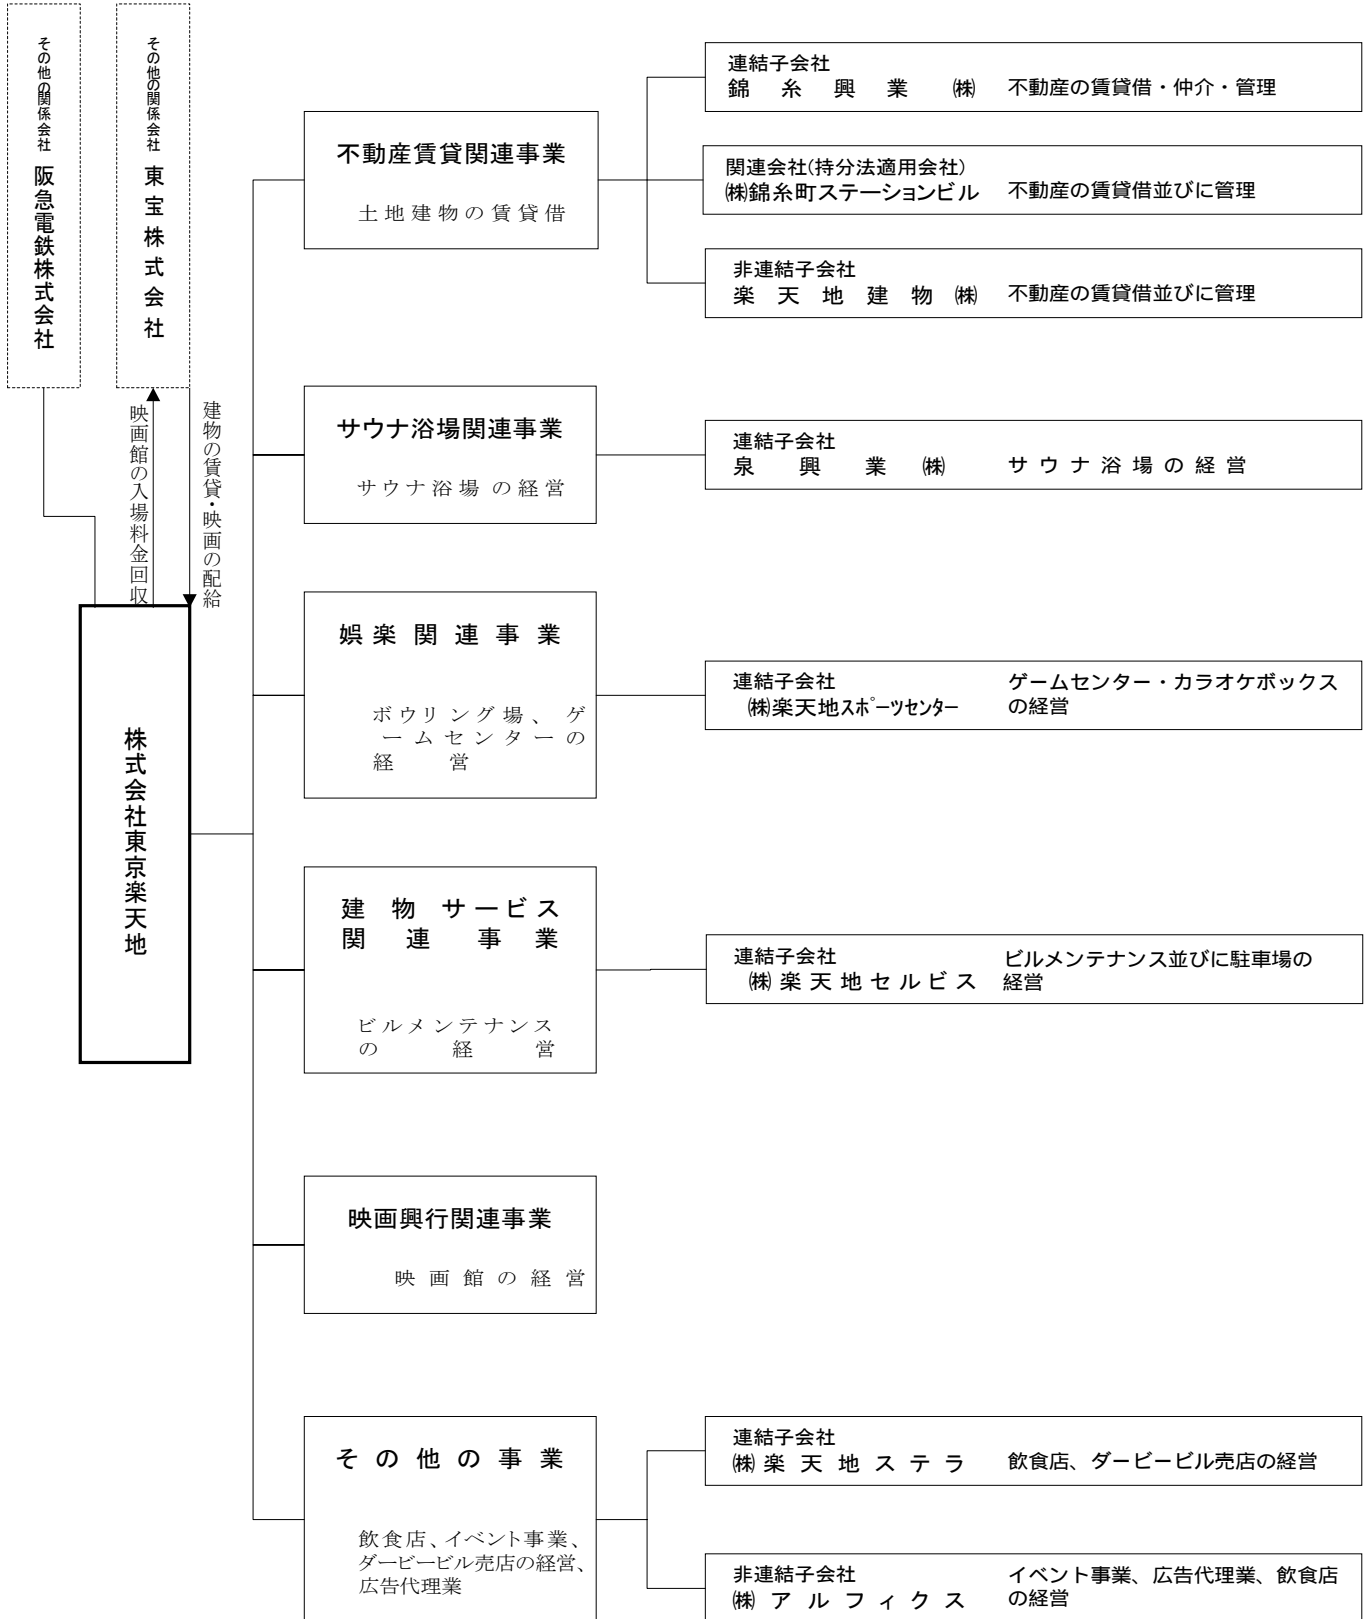 その他の関係会社 阪急電鉄株式会社
その他の関係会社 東宝株式会社
映画館の入場料金回収
建物の賃貸・映画の配給
株式会社東京楽天地
不動産賃貸関連事業
土地建物の賃貸借
連結子会社
錦糸興業㈱ 不動産の賃貸借・仲介・管理
関連会社(持分法適用会社)
㈱錦糸町ステーションビル 不動産の賃貸借並びに管理
非連結子会社
楽天地建物㈱ 不動産の賃貸借並びに管理
サウナ浴場関連事業
サウナ浴場の経営
連結子会社
泉興業㈱ サウナ浴場の経営
娯楽関連事業
ボウリング場、ゲ
ームセンターの
経営
連結子会社 ゲームセンター・カラオケボックス
㈱楽天地スポーツセンター の経営
建物サービス
関連事業
ビルメンテナンス
の経営
連結子会社 ビルメンテナンス並びに駐車場の
㈱楽天地セルビス 経営
映画興行関連事業
映画館の経営
その他の事業
飲食店、イベント事業、
ダービービル売店の経営、
広告代理業
連結子会社
㈱楽天地ステラ 飲食店、ダービービル売店の経営
非連結子会社 イベント事業、広告代理業、飲食店
㈱アルフィクス の経営